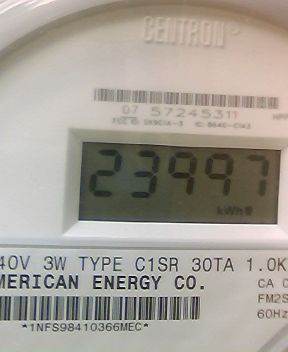 CENTRON®
07 57245311
23997
kWh
40V 3W TYPE C1SR 30TA 1.0K
MERICAN ENERGY CO.
CA
FM2S
60Hz
*1NFS98410366MEC*